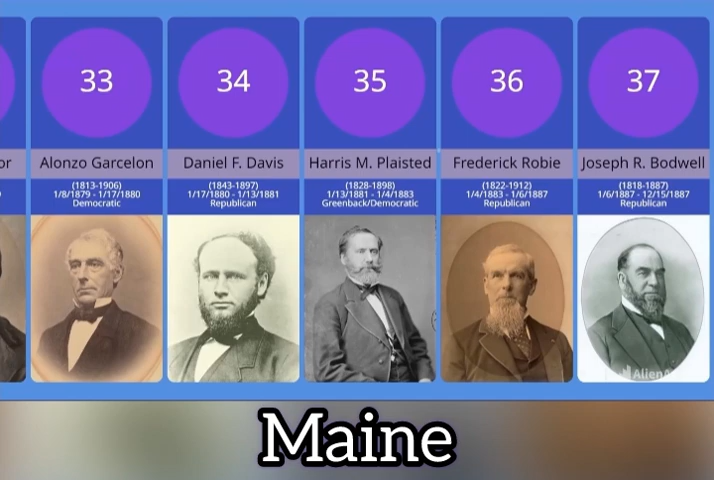 33
34
35
36
37
or
Alonzo Garcelon
Daniel F. Davis
Harris M. Plaisted
Frederick Robie
Joseph R. Bodwell
(1813-1906)
1/8/1879 - 1/17/1880
Democratic
(1843-1897)
1/17/1880 - 1/13/1881
Republican
(1828-1898)
1/13/1881 - 1/4/1883
Greenback/Democratic
(1822-1912)
1/4/1883 - 1/6/1887
Republican
(1818-1887)
1/6/1887 - 12/15/1887
Republican
Maine